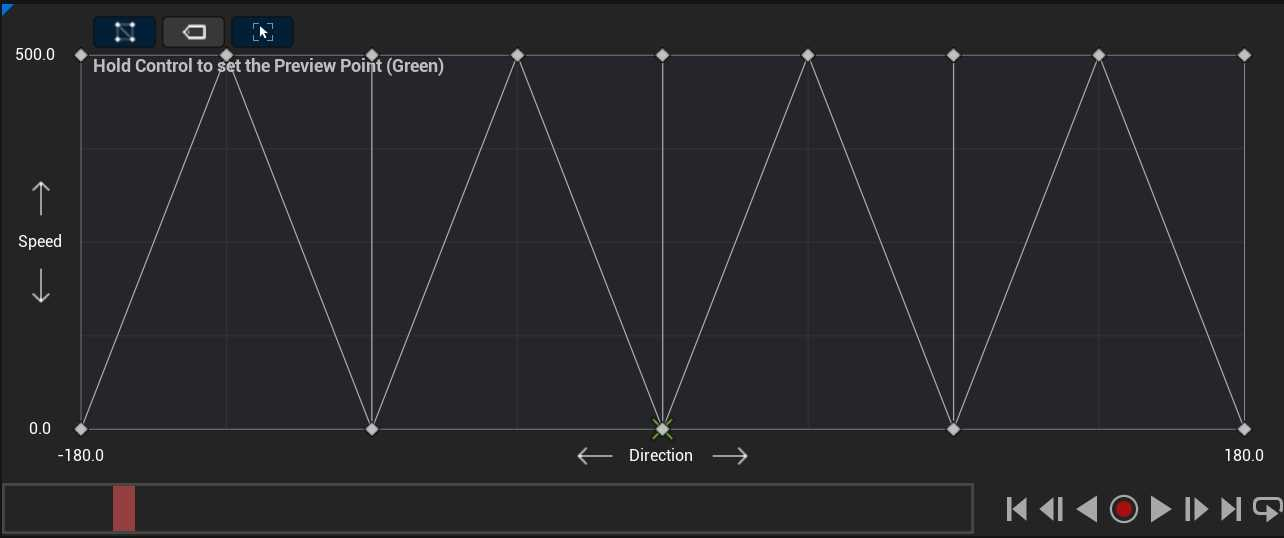 500.0
Hold Control to set the Preview Point (Green)
Speed
0.0
-180.0
Direction
180.0